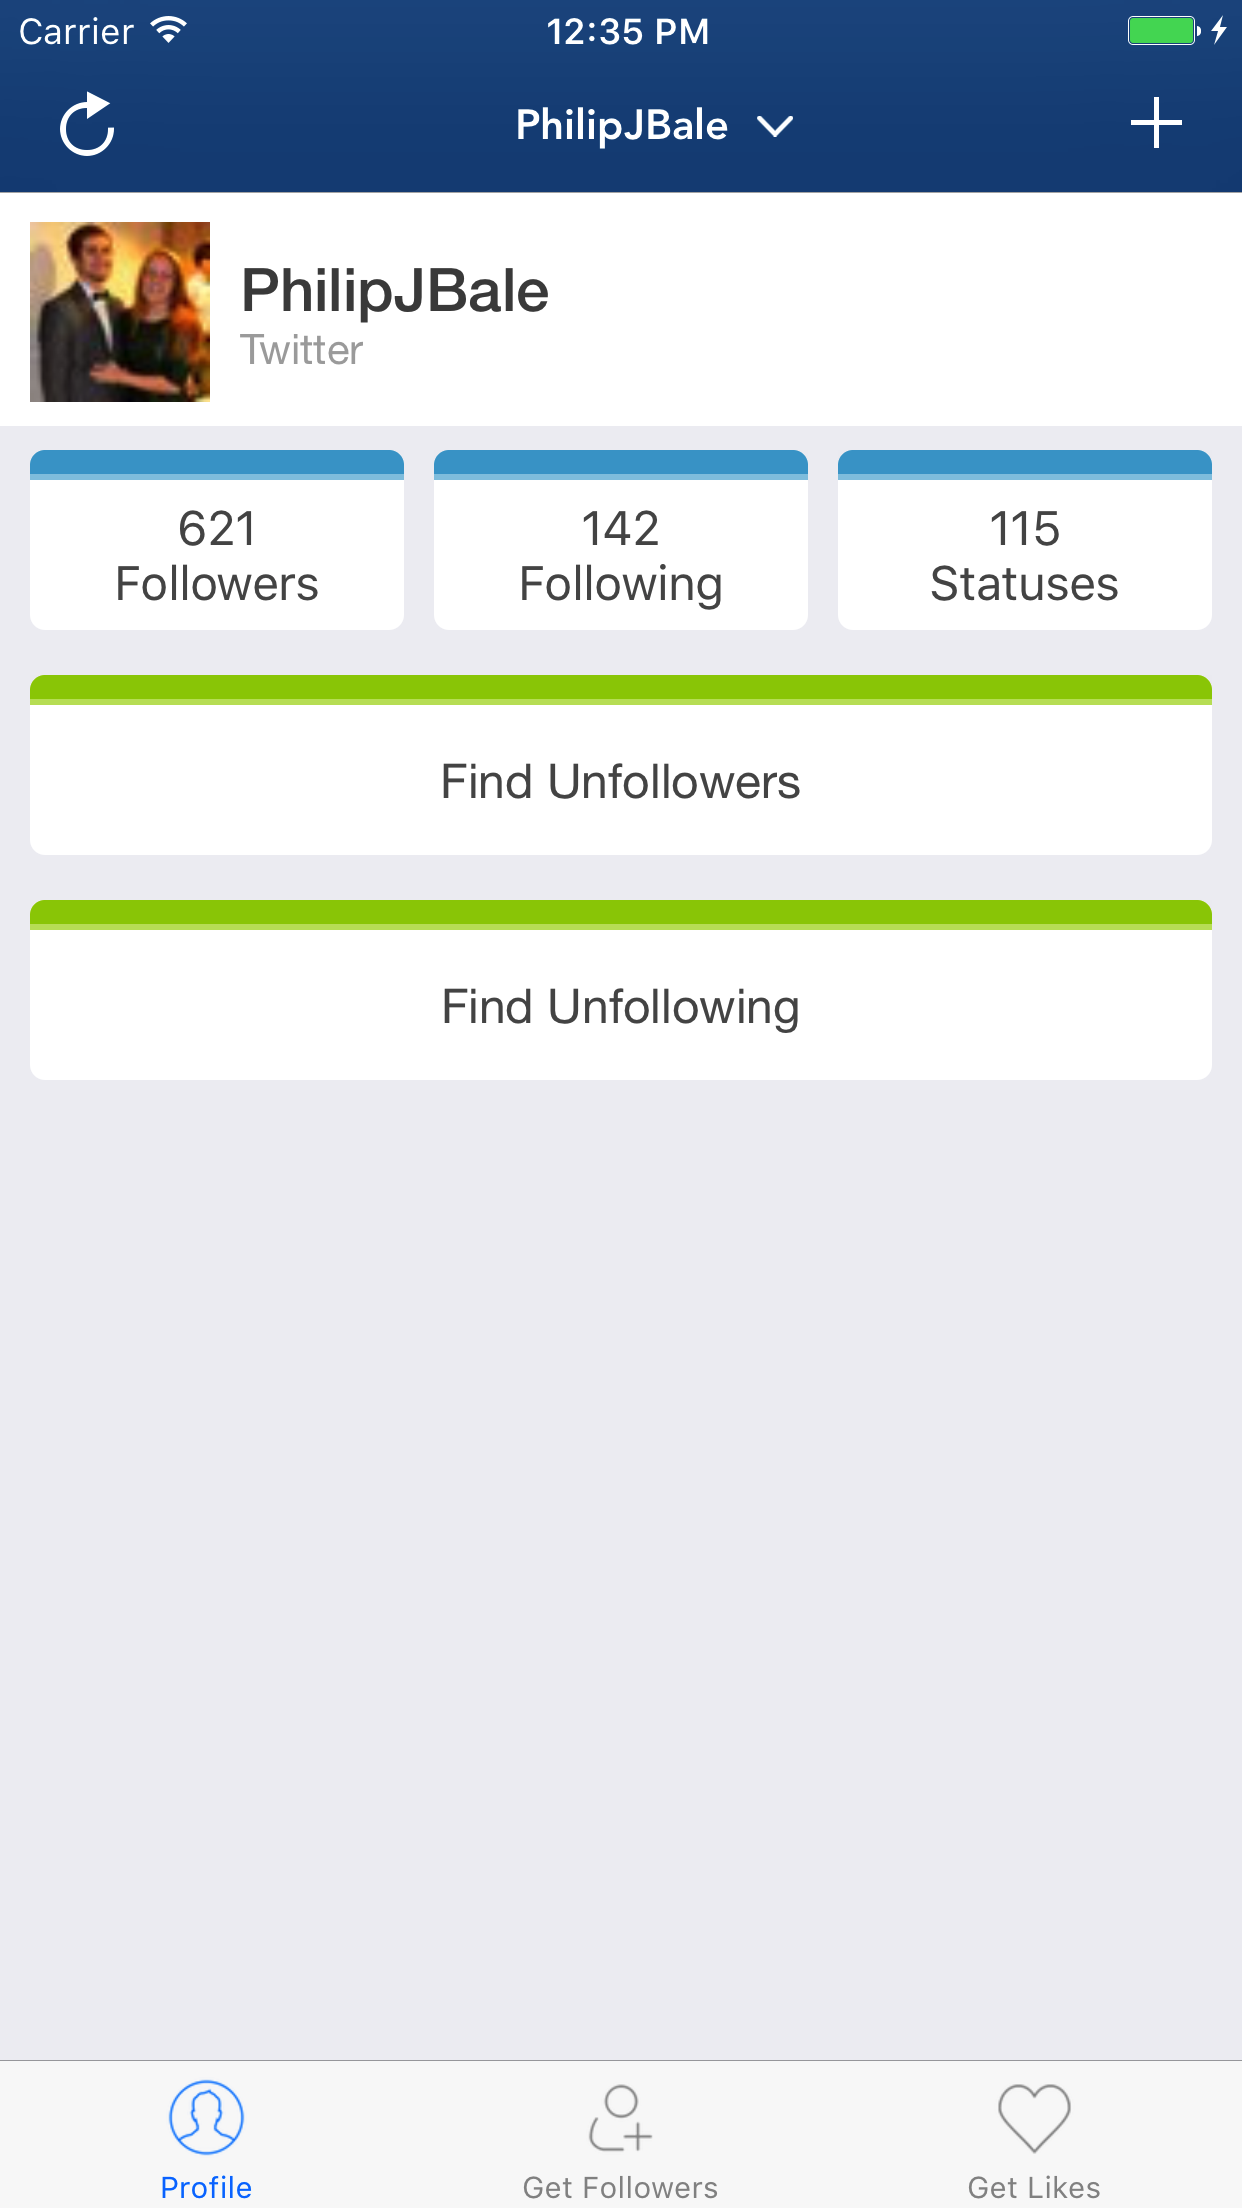 Carrier 12:35 PM
PhilipJBale
PhilipJBale
Twitter
621 142 115
Followers Following Statuses
Find Unfollowers
Find Unfollowing
Profile Get Followers Get Likes